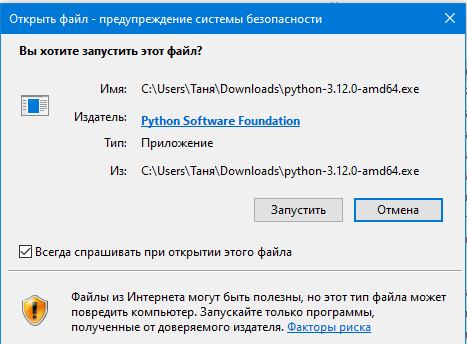 Открыть файл - предупреждение системы безопасности
Вы хотите запустить этот файл?
Имя: C:\Users\Таня\Downloads\python-3.12.0-amd64.exe
Издатель: Python Software Foundation
Тип: Приложение
Из: C:\Users\Таня\Downloads\python-3.12.0-amd64.exe
Запустить Отмена
Всегда спрашивать при открытии этого файла
Файлы из Интернета могут быть полезны, но этот тип файла может
повредить компьютер. Запускайте только программы,
полученные от доверяемого издателя. Факторы риска